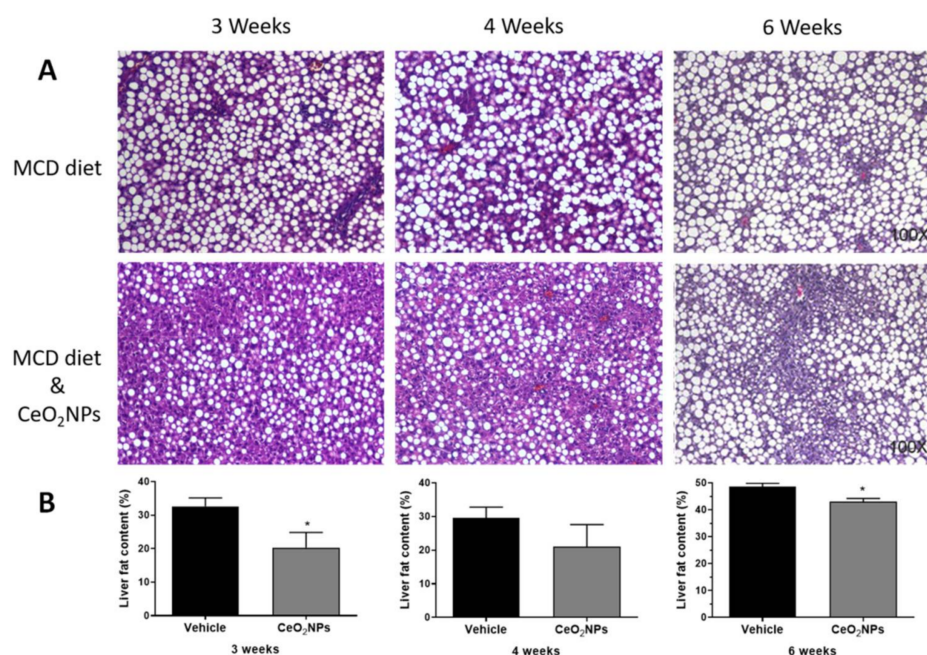 3 Weeks
4 Weeks
6 Weeks
A
MCD diet
100X
MCD diet
&
CeO₂NPs
100X
B
Liver fat content (%)
40
30
20
10
0
*
Vehicle
CeO₂NPs
3 weeks
Liver fat content (%)
40
30
20
10
0
Vehicle
CeO₂NPs
4 weeks
Liver fat content (%)
50
40
30
20
10
0
*
Vehicle
CeO₂NPs
6 weeks